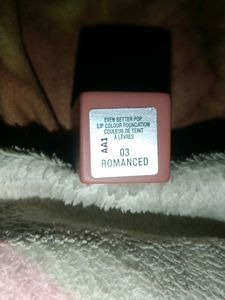 EVEN BETTER POP
LIP COLOUR FOUNDATION
COULEUR DE TEINT
À LÈVRES
AA1
03
ROMANCED